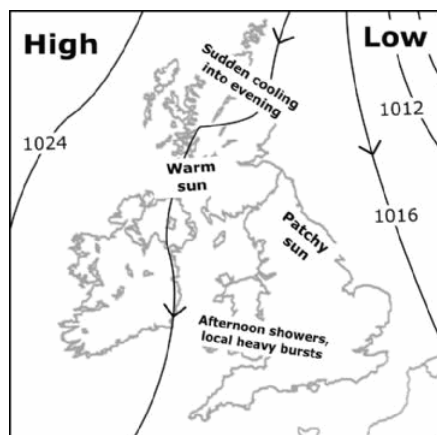 High
Low
Sudden cooling
into evening
1012
1024
Warm
sun
1016
Patchy
sun
Afternoon showers,
local heavy bursts